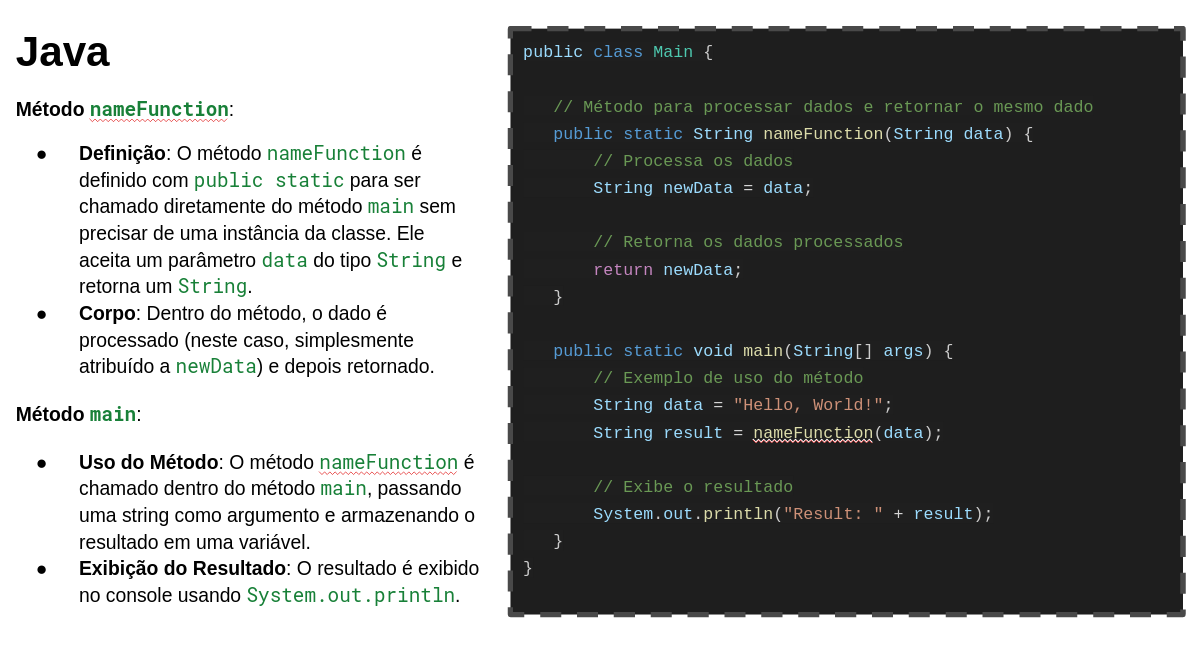 Java
Método nameFunction:
● Definição: O método nameFunction é
definido com public static para ser
chamado diretamente do método main sem
precisar de uma instância da classe. Ele
aceita um parâmetro data do tipo String e
retorna um String.
● Corpo: Dentro do método, o dado é
processado (neste caso, simplesmente
atribuído a newData) e depois retornado.
Método main:
● Uso do Método: O método nameFunction é
chamado dentro do método main, passando
uma string como argumento e armazenando o
resultado em uma variável.
● Exibição do Resultado: O resultado é exibido
no console usando System.out.println.
public class Main {
// Método para processar dados e retornar o mesmo dado
public static String nameFunction(String data) {
// Processa os dados
String newData = data;
// Retorna os dados processados
return newData;
}
public static void main(String[] args) {
// Exemplo de uso do método
String data = "Hello, World!";
String result = nameFunction(data);
// Exibe o resultado
System.out.println("Result: " + result);
}
}